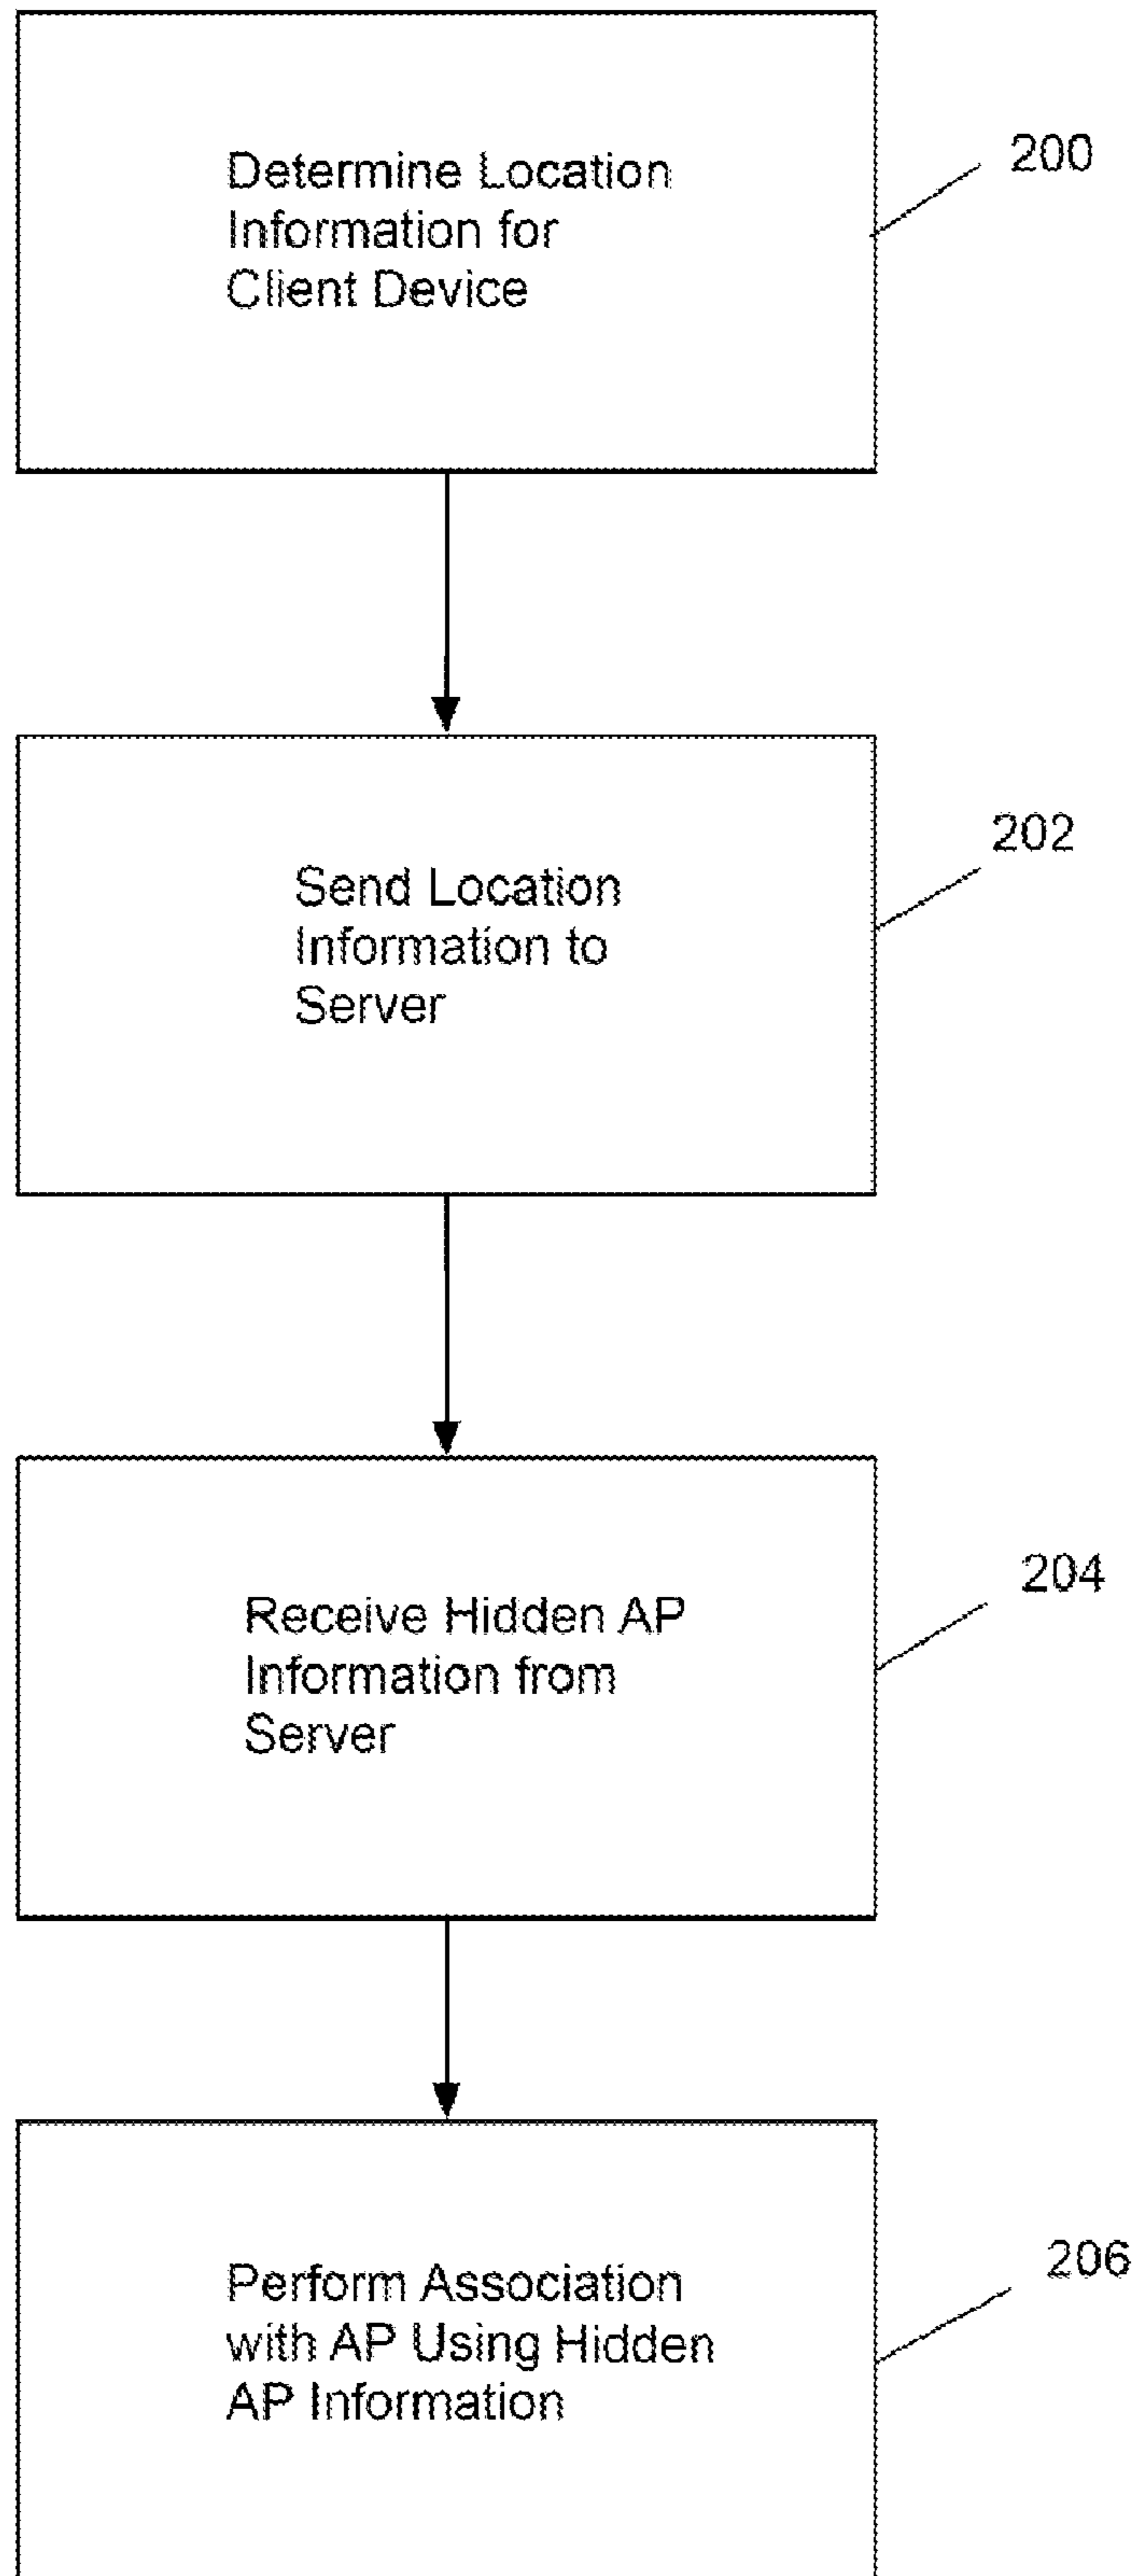 Determine Location
Information for
Client Device
200
Send Location
Information to
Server
202
Receive Hidden AP
Information from
Server
204
Perform Association
with AP Using Hidden
AP Information
206